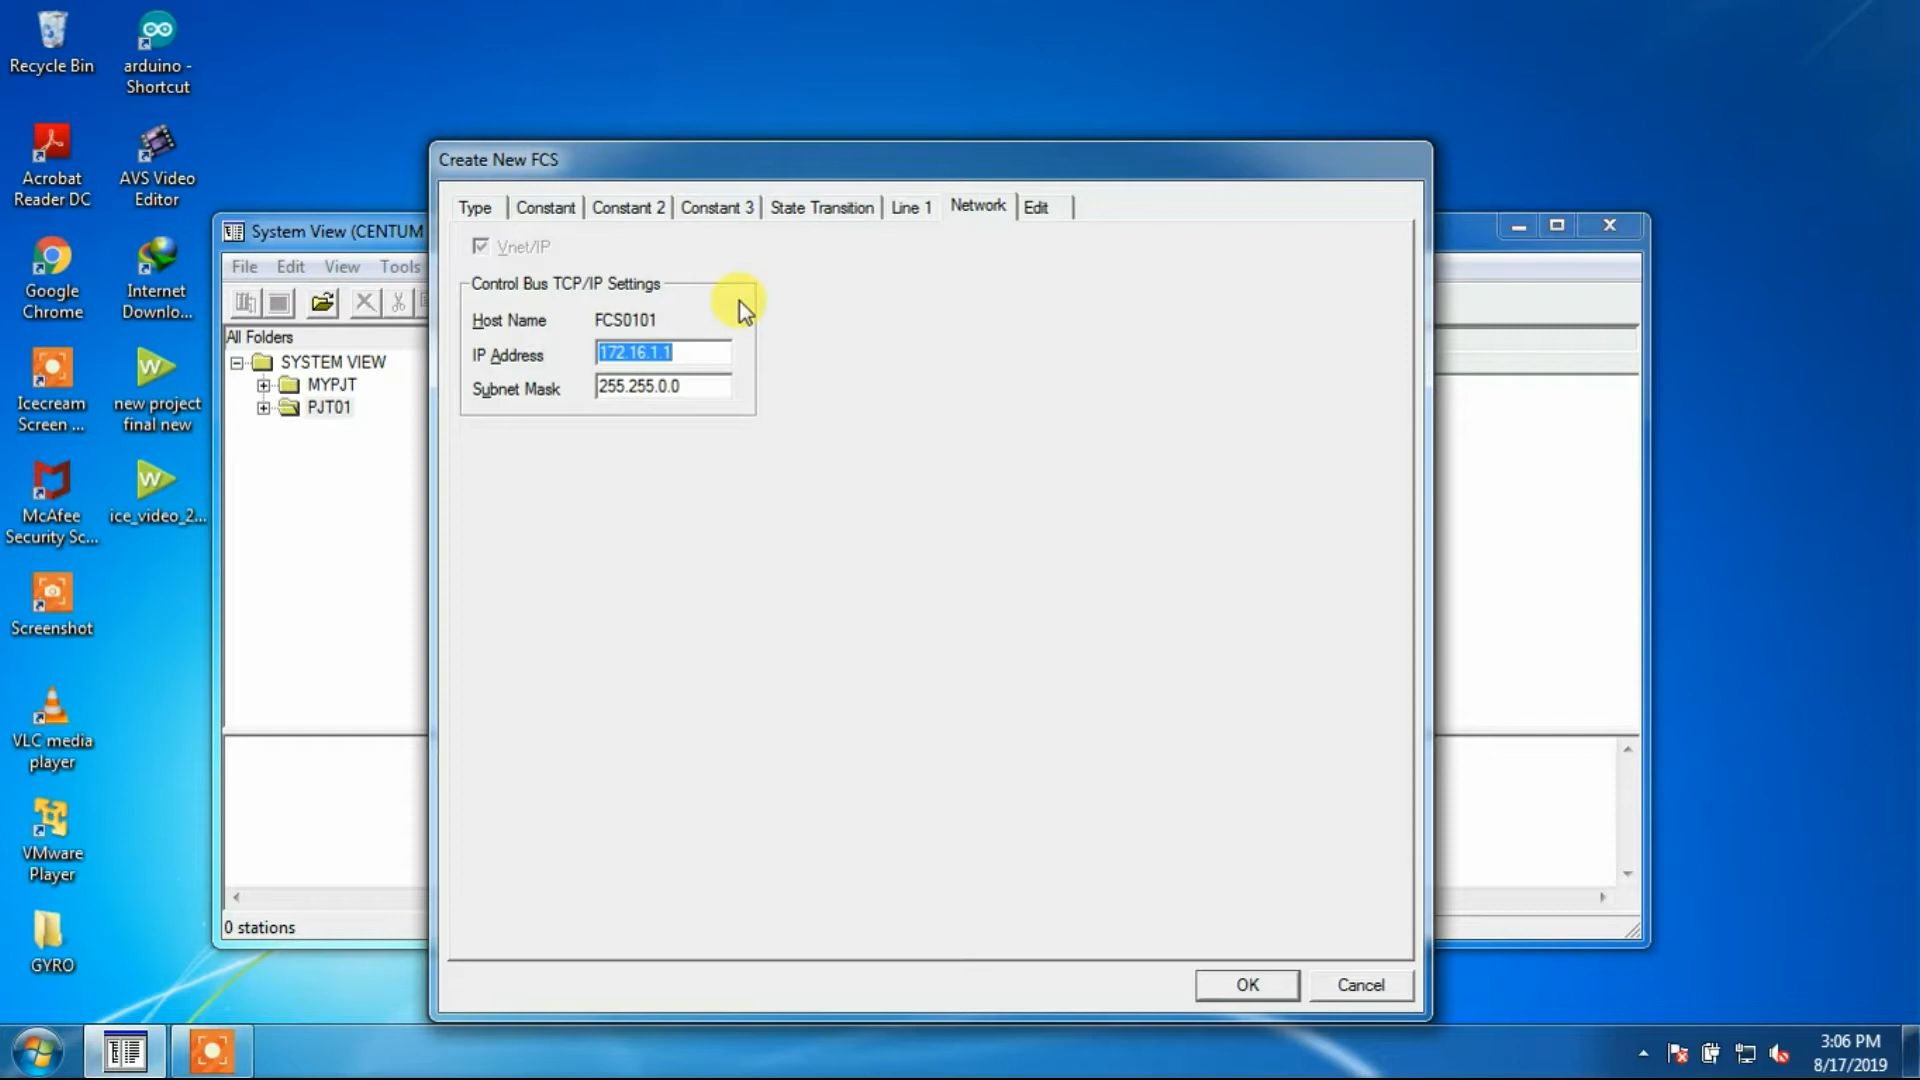 Recycle Bin
arduino -
Shortcut
Acrobat
Reader DC
AVS Video
Editor
Google
Chrome
Internet
Downlo...
Icecream
Screen ...
new project
final new
McAfee
Security Sc...
ice_video_2...
Screenshot
VLC media
player
VMware
Player
GYRO
System View (CENTUM
File Edit View Tools
All Folders
SYSTEM VIEW
MYPJT
PJT01
0 stations
Create New FCS
Type Constant Constant 2 Constant 3 State Transition Line 1 Network Edit
Vnet/IP
Control Bus TCP/IP Settings
Host Name FCS0101
IP Address 172.16.1.1
Subnet Mask 255.255.0.0
OK Cancel
3:06 PM
8/17/2019